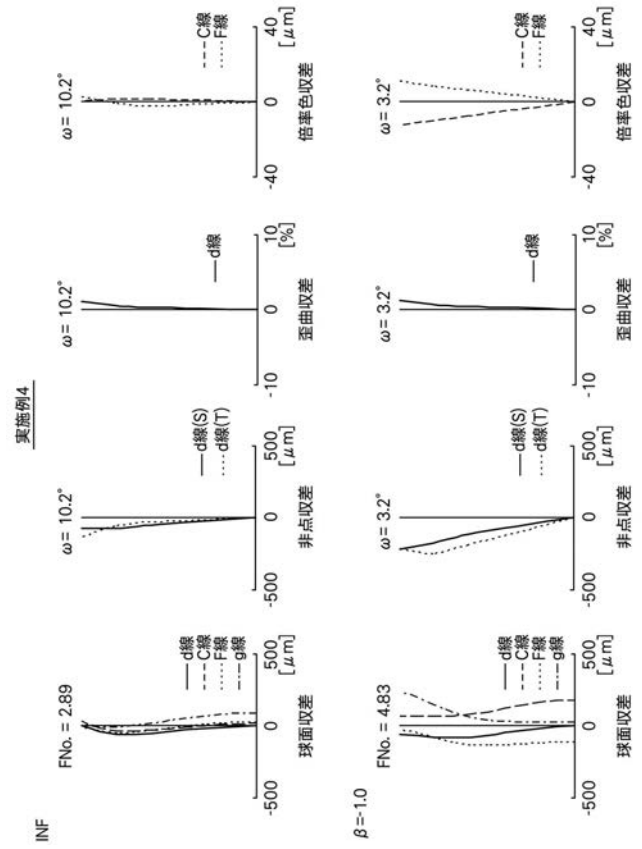 実施例4
INF
FNo. = 2.89
d線
C線
F線
g線
-500 0 500
[μm]
球面収差
ω= 10.2°
d線(S)
d線(T)
-500 0 500
[μm]
非点収差
ω= 10.2°
d線
-10 0 10
[%]
歪曲収差
ω= 10.2°
C線
F線
-40 0 40
[μm]
倍率色収差
β=-1.0
FNo. = 4.83
d線
C線
F線
g線
-500 0 500
[μm]
球面収差
ω= 3.2°
d線(S)
d線(T)
-500 0 500
[μm]
非点収差
ω= 3.2°
d線
-10 0 10
[%]
歪曲収差
ω= 3.2°
C線
F線
-40 0 40
[μm]
倍率色収差